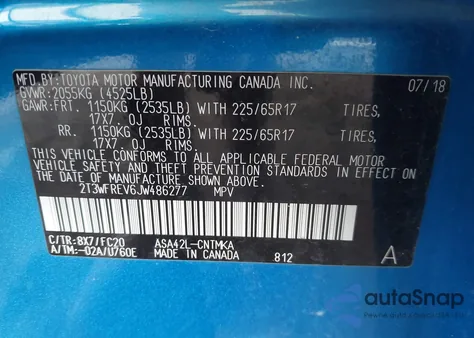 MFD.BY:TOYOTA MOTOR MANUFACTURING CANADA INC. 07/18
GVWR:2055KG (4525LB)
GAWR:FRT. 1150KG (2535LB) WITH 225/65R17 TIRES,
17X7 OJ RIMS.
RR. 1150KG (2535LB) WITH 225/65R17 TIRES,
17X7 OJ RIMS.
THIS VEHICLE CONFORMS TO ALL APPLICABLE FEDERAL MOTOR
VEHICLE SAFETY AND THEFT PREVENTION STANDARDS IN EFFECT ON
THE DATE OF MANUFACTURE SHOWN ABOVE.
2T3WFREV6JW486277 MPV
C/TR:8X7/FC20 ASA42L-CNTMKA
A/TM:-02A/U760E MADE IN CANADA 812 A
autoSnap